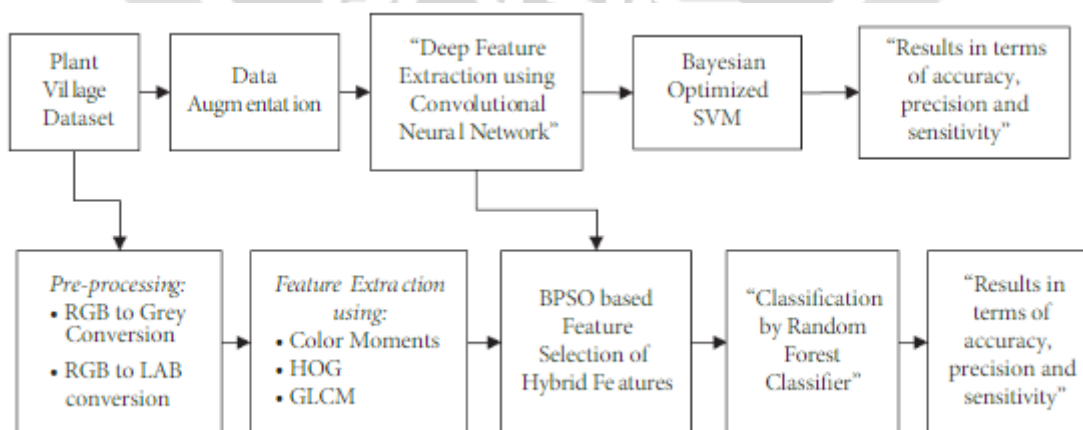 Plant
Village
Dataset
Data
Augmentation
“Deep Feature
Extraction using
Convolutional
Neural Network”
Bayesian
Optimized
SVM
“Results in terms
of accuracy,
precision and
sensitivity”
Pre-processing:
• RGB to Grey
Conversion
• RGB to LAB
conversion
Feature Extraction
using:
• Color Moments
• HOG
• GLCM
BPSO based
Feature
Selection of
Hybrid Features
“Classification
by Random
Forest
Classifier”
“Results in
terms of
accuracy,
precision and
sensitivity”